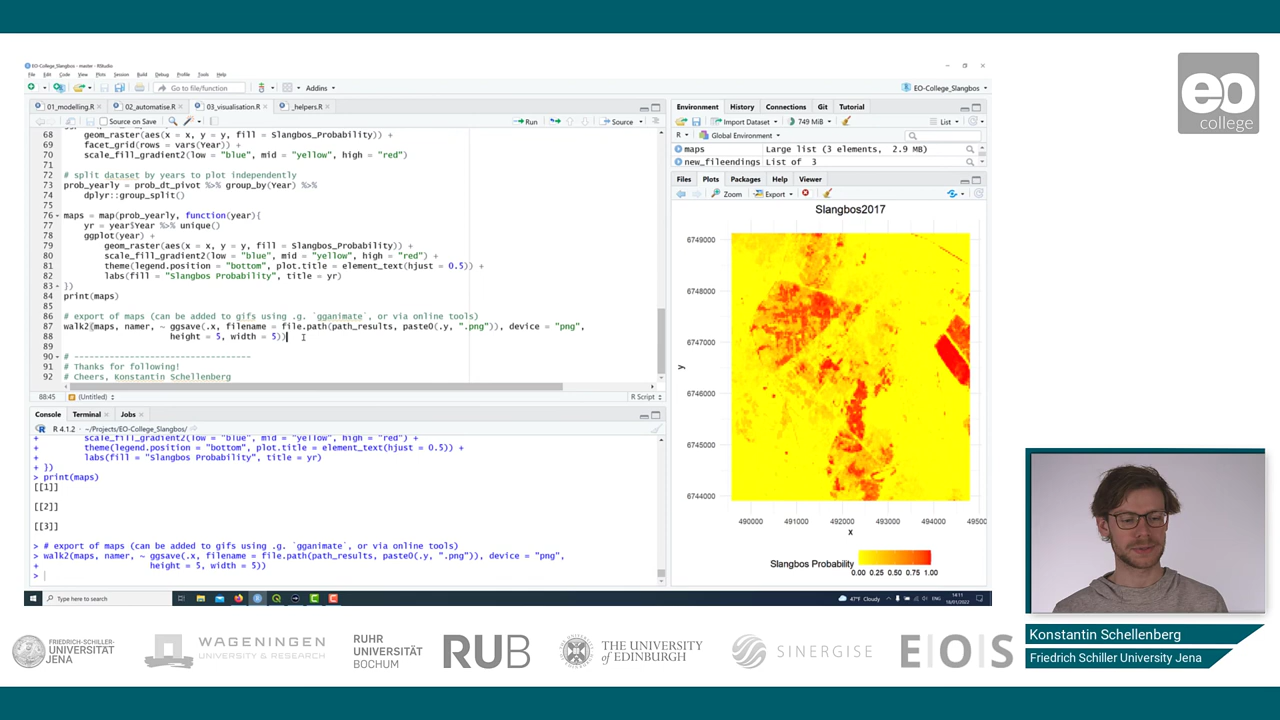 EO-College_Slangbos - master - RStudio
File Edit Code View Plots Session Build Debug Profile Tools Help
Go to file/function
Addins
EO-College_Slangbos
01_modelling.R
02_automatise.R
03_visualisation.R
_helpers.R
Source on Save
Run
Source
68 geom_raster(aes(x = x, y = y, fill = Slangbos_Probability)) +
69 facet_grid(rows = vars(Year)) +
70 scale_fill_gradient2(low = "blue", mid = "yellow", high = "red")
71
72 # split dataset by years to plot independently
73 prob_yearly = prob_dt_pivot %>% group_by(Year) %>%
74 dplyr::group_split()
75
76 maps = map(prob_yearly, function(year){
77 yr = year$Year %>% unique()
78 ggplot(year) +
79 geom_raster(aes(x = x, y = y, fill = Slangbos_Probability)) +
80 scale_fill_gradient2(low = "blue", mid = "yellow", high = "red") +
81 theme(legend.position = "bottom", plot.title = element_text(hjust = 0.5)) +
82 labs(fill = "Slangbos Probability", title = yr)
83 })
84 print(maps)
85
86 # export of maps (can be added to gifs using .g. `gganimate`, or via online tools)
87 walk2(maps, namer, ~ ggsave(.x, filename = file.path(path_results, paste0(.y, ".png")), device = "png",
88 height = 5, width = 5))
89
90 # -----------------------------------
91 # Thanks for following!
92 # Cheers, Konstantin Schellenberg
88:45
(Untitled)
R Script
Console
Terminal
Jobs
R 4.1.2 · ~/Projects/EO-College_Slangbos/
+ scale_fill_gradient2(low = "blue", mid = "yellow", high = "red") +
+ theme(legend.position = "bottom", plot.title = element_text(hjust = 0.5)) +
+ labs(fill = "Slangbos Probability", title = yr)
+ })
> print(maps)
[[1]]
[[2]]
[[3]]
> # export of maps (can be added to gifs using .g. `gganimate`, or via online tools)
> walk2(maps, namer, ~ ggsave(.x, filename = file.path(path_results, paste0(.y, ".png")), device = "png",
+ height = 5, width = 5))
>
Environment
History
Connections
Git
Tutorial
Import Dataset
749 MiB
List
R
Global Environment
maps Large list (3 elements, 2.9 MB)
new_fileendings List of 3
Files
Plots
Packages
Help
Viewer
Zoom
Export
Slangbos2017
6749000
6748000
6747000
6746000
6745000
6744000
y
490000 491000 492000 493000 494000 49500
x
Slangbos Probability
0.00 0.25 0.50 0.75 1.00
Type here to search
47°F Cloudy
ENG
14:11
18/01/2022
eo
college
Konstantin Schellenberg
Friedrich Schiller University Jena
FRIEDRICH-SCHILLER-
UNIVERSITÄT
JENA
WAGENINGEN
UNIVERSITY & RESEARCH
RUHR
UNIVERSITÄT
BOCHUM
RUB
THE UNIVERSITY
of EDINBURGH
SINERGISE
E|O|S